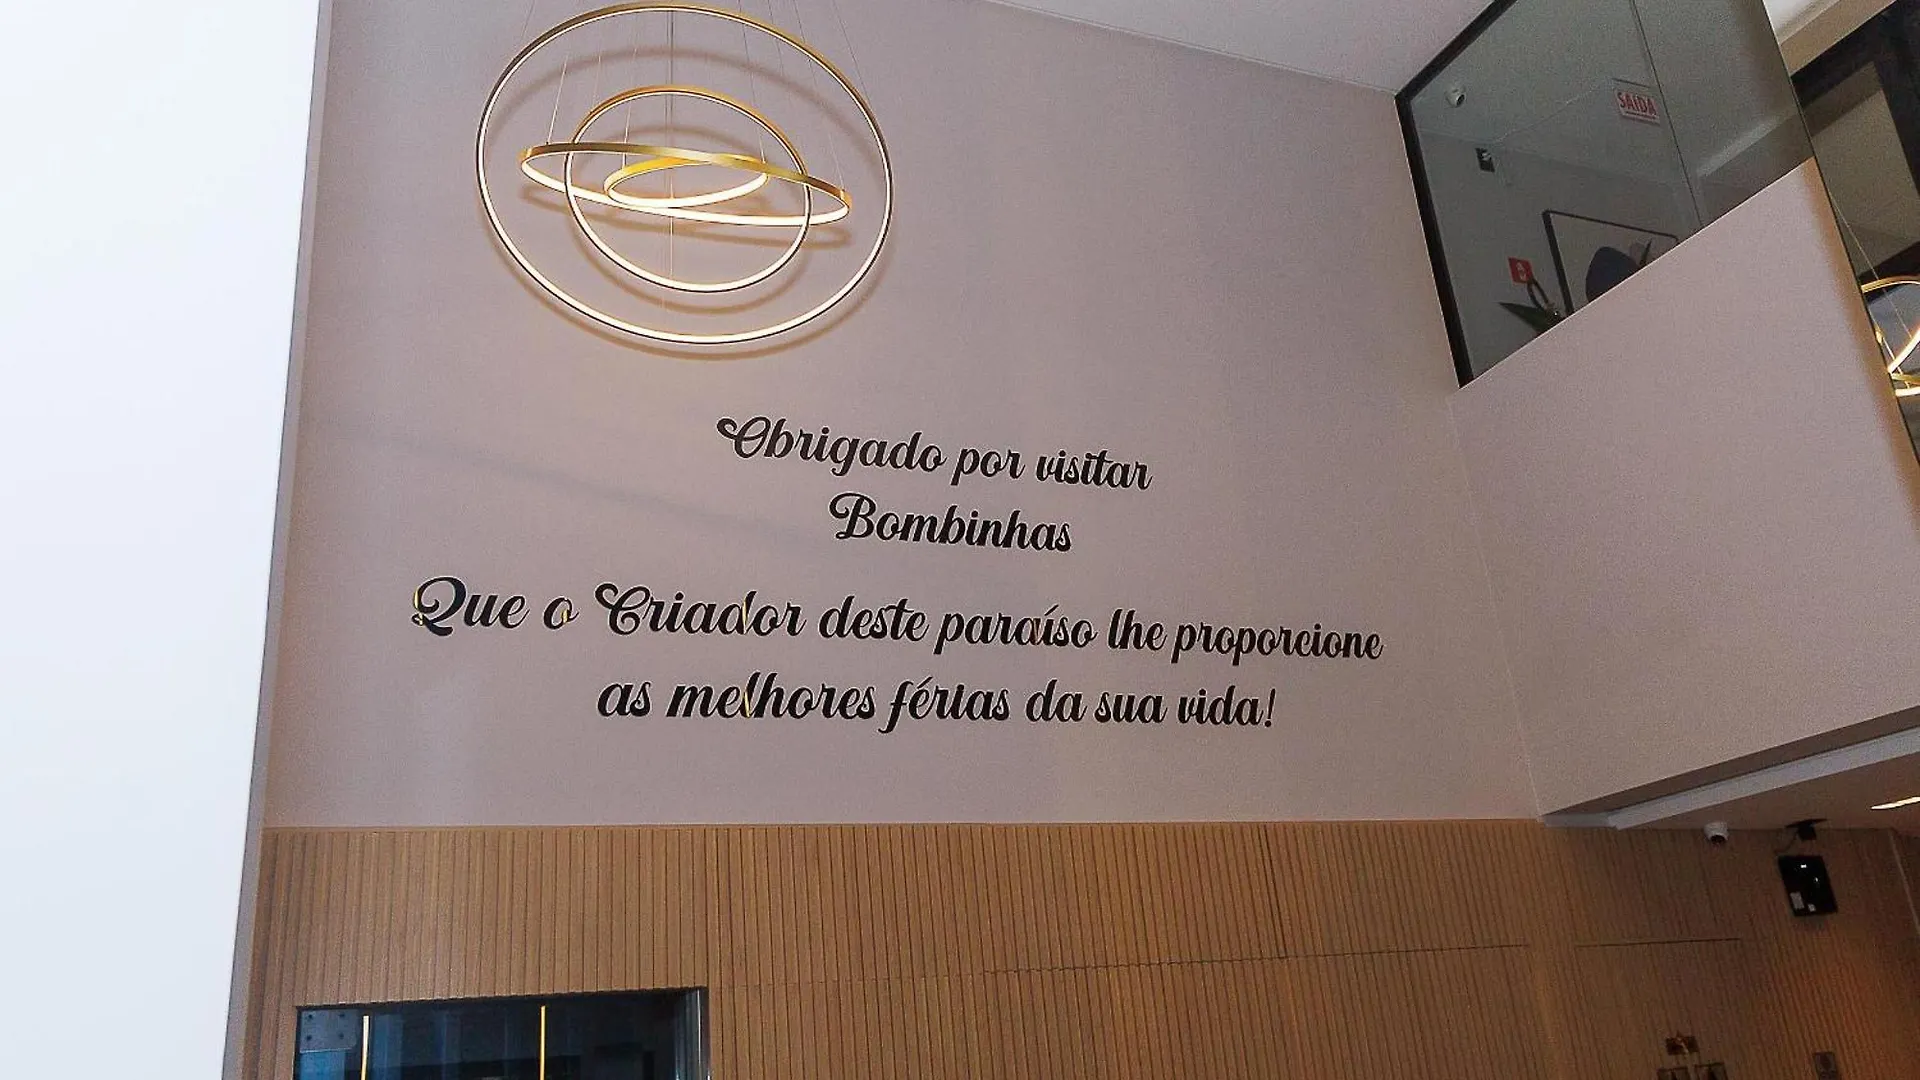 SAÍDA
Obrigado por visitar
Bombinhas
Que o Criador deste paraíso lhe proporcione
as melhores férias da sua vida!